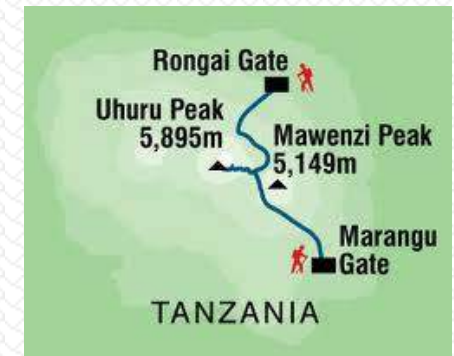 Rongai Gate
Uhuru Peak
5,895m
Mawenzi Peak
5,149m
Marangu
Gate
TANZANIA